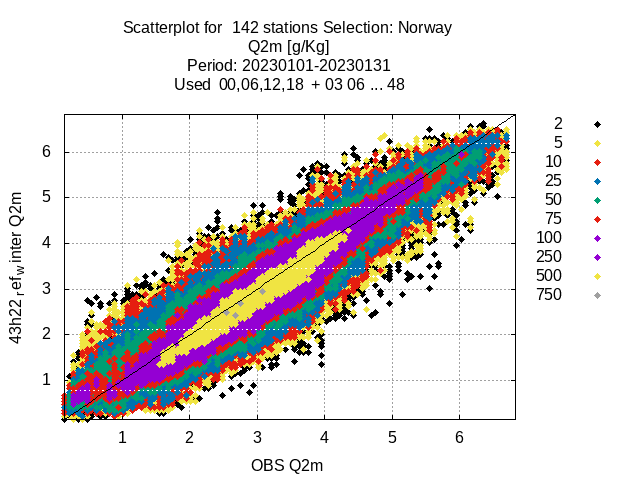 Scatterplot for 142 stations Selection: Norway
Q2m [g/Kg]
Period: 20230101-20230131
Used 00,06,12,18 + 03 06 ... 48
2
5
10
25
50
75
100
250
500
750
6
5
4
3
2
1
43h22_ref_winter Q2m
1 2 3 4 5 6
OBS Q2m